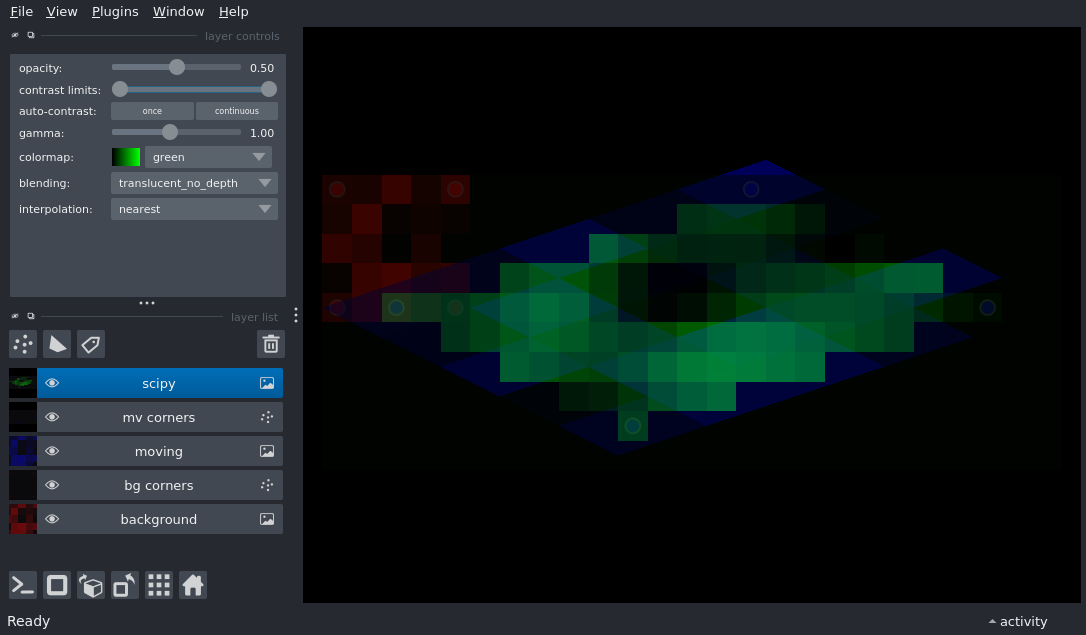 File View Plugins Window Help
layer controls
opacity: 0.50
contrast limits:
auto-contrast: once continuous
gamma: 1.00
colormap: green
blending: translucent_no_depth
interpolation: nearest
layer list
scipy
mv corners
moving
bg corners
background
Ready activity